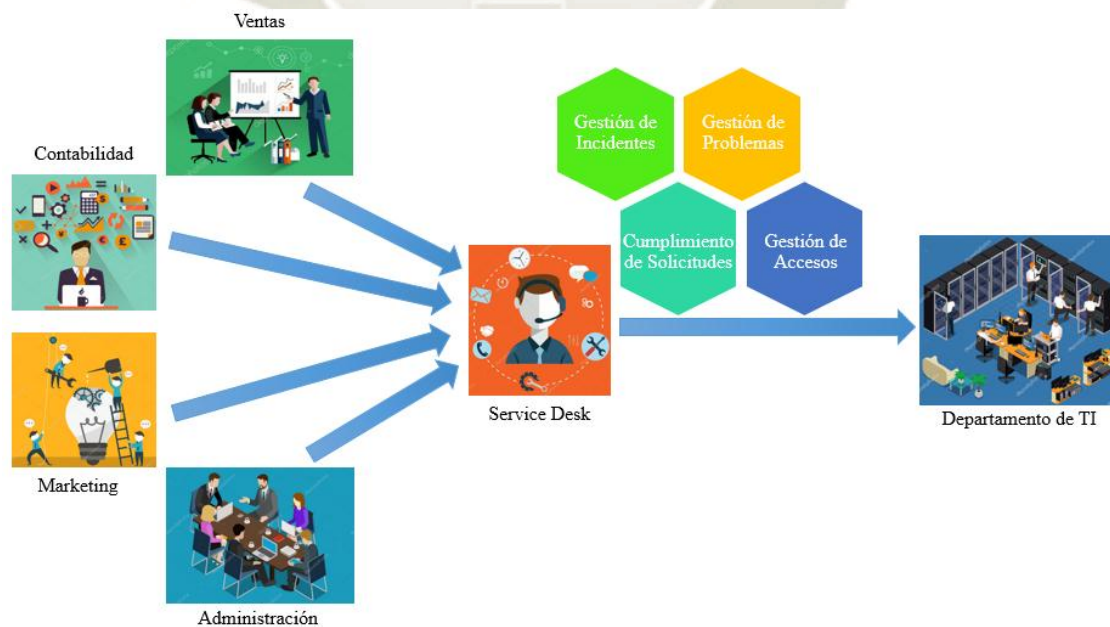 Ventas
Contabilidad
Marketing
Administración
Service Desk
Gestión de
Incidentes
Gestión de
Problemas
Cumplimiento
de Solicitudes
Gestión de
Accesos
Departamento de TI